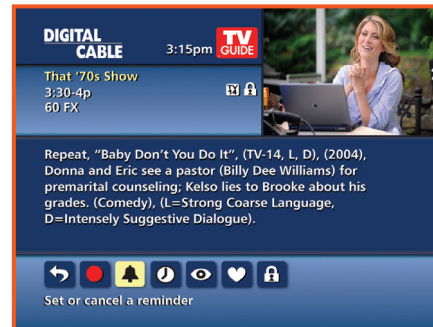 DIGITAL
CABLE
3:15pm
TV
GUIDE
That '70s Show
3:30-4p
60 FX
Repeat, "Baby Don't You Do It", (TV-14, L, D), (2004),
Donna and Eric see a pastor (Billy Dee Williams) for
premarital counseling; Kelso lies to Brooke about his
grades. (Comedy), (L=Strong Coarse Language,
D=Intensely Suggestive Dialogue).
Set or cancel a reminder